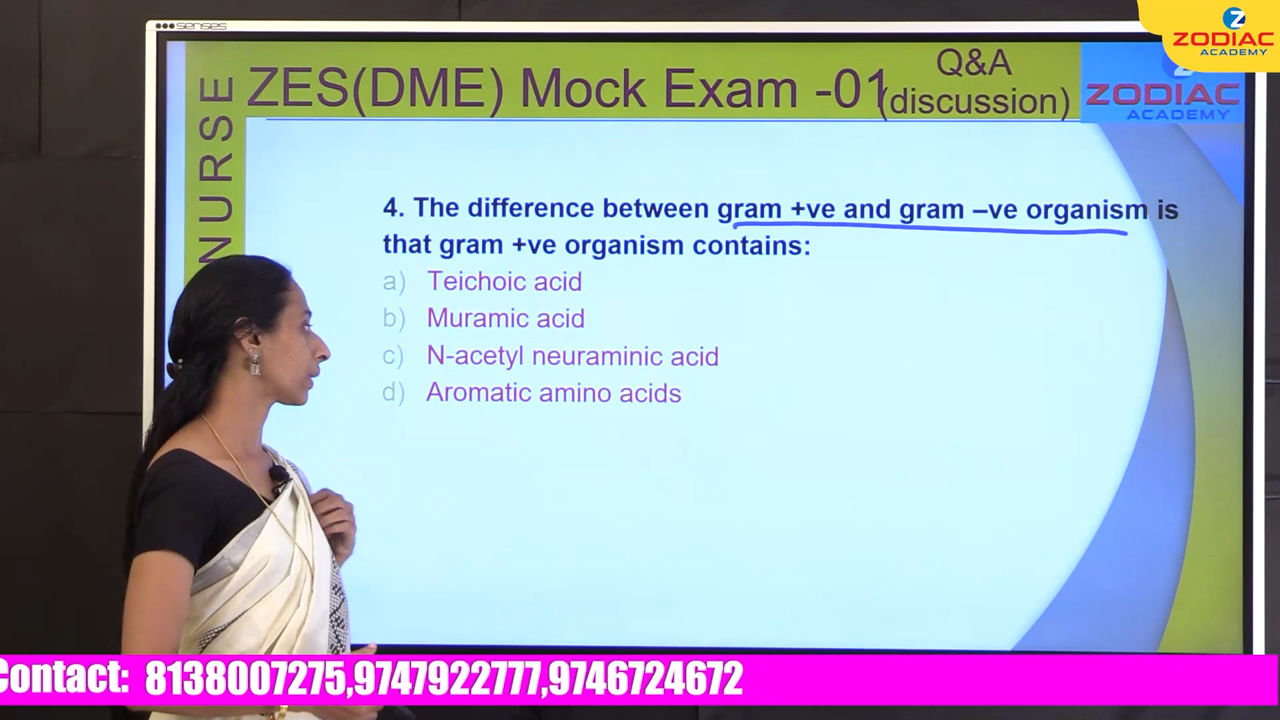 senses
ZODIAC
ACADEMY
NURSE
ZES(DME) Mock Exam -01
Q&A
(discussion)
ZODIAC
ACADEMY
4. The difference between gram +ve and gram –ve organism is
that gram +ve organism contains:
a) Teichoic acid
b) Muramic acid
c) N-acetyl neuraminic acid
d) Aromatic amino acids
Contact: 8138007275,9747922777,9746724672